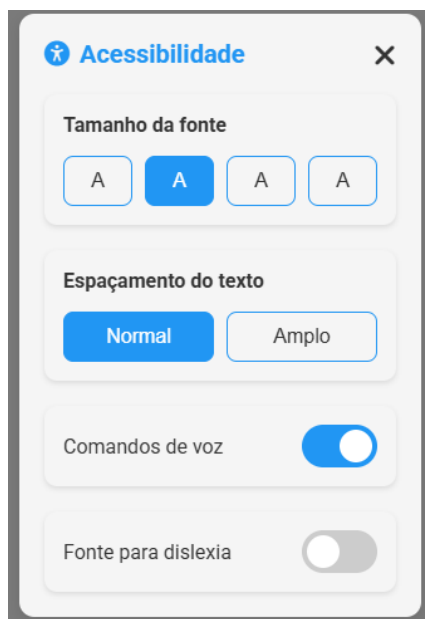 Acessibilidade
Tamanho da fonte
A A A A
Espaçamento do texto
Normal Amplo
Comandos de voz
Fonte para dislexia